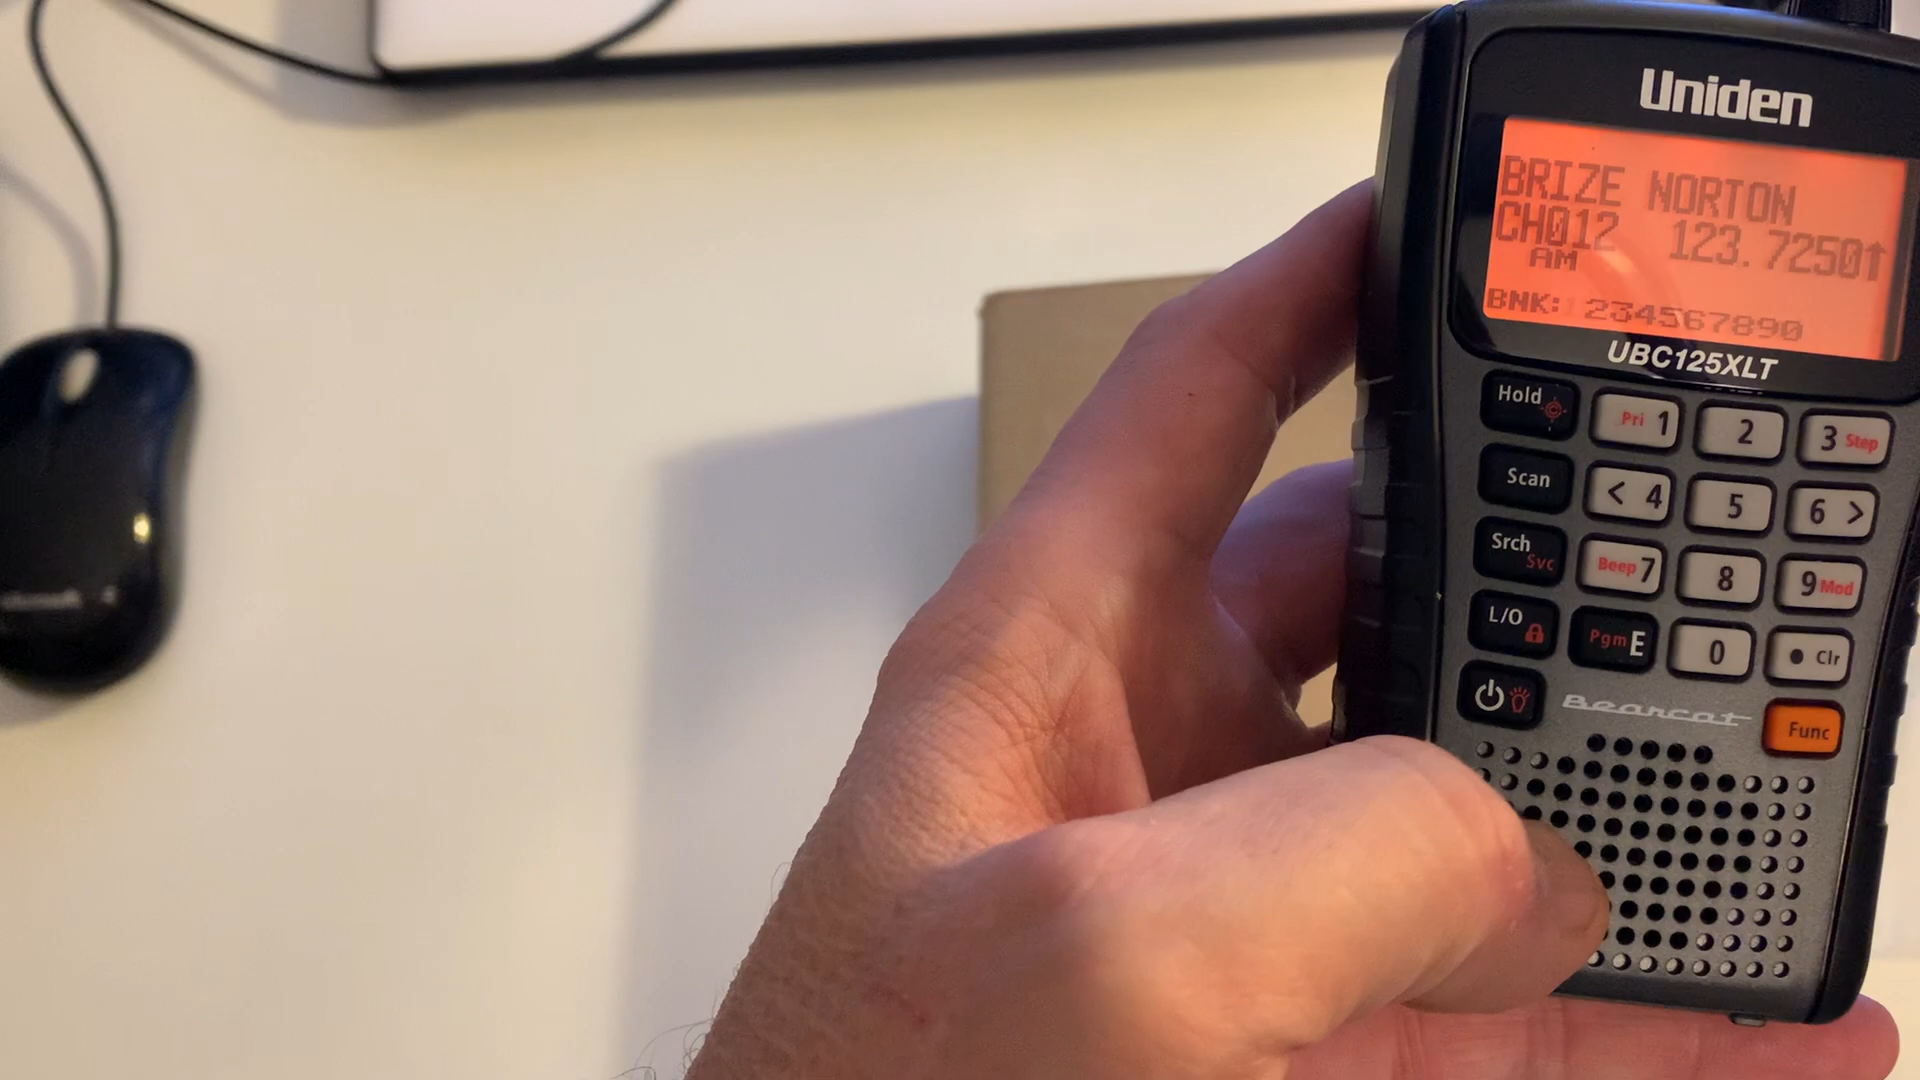 Uniden
BRIZE NORTON
CH012 123.7250↑
AM
BNK: 234567890
UBC125XLT
Hold Pri 1 2 3 Step
Scan < 4 5 6 >
Srch Svc Beep 7 8 9 Mod
L/O Pgm E 0 • Clr
Bearcat
Func